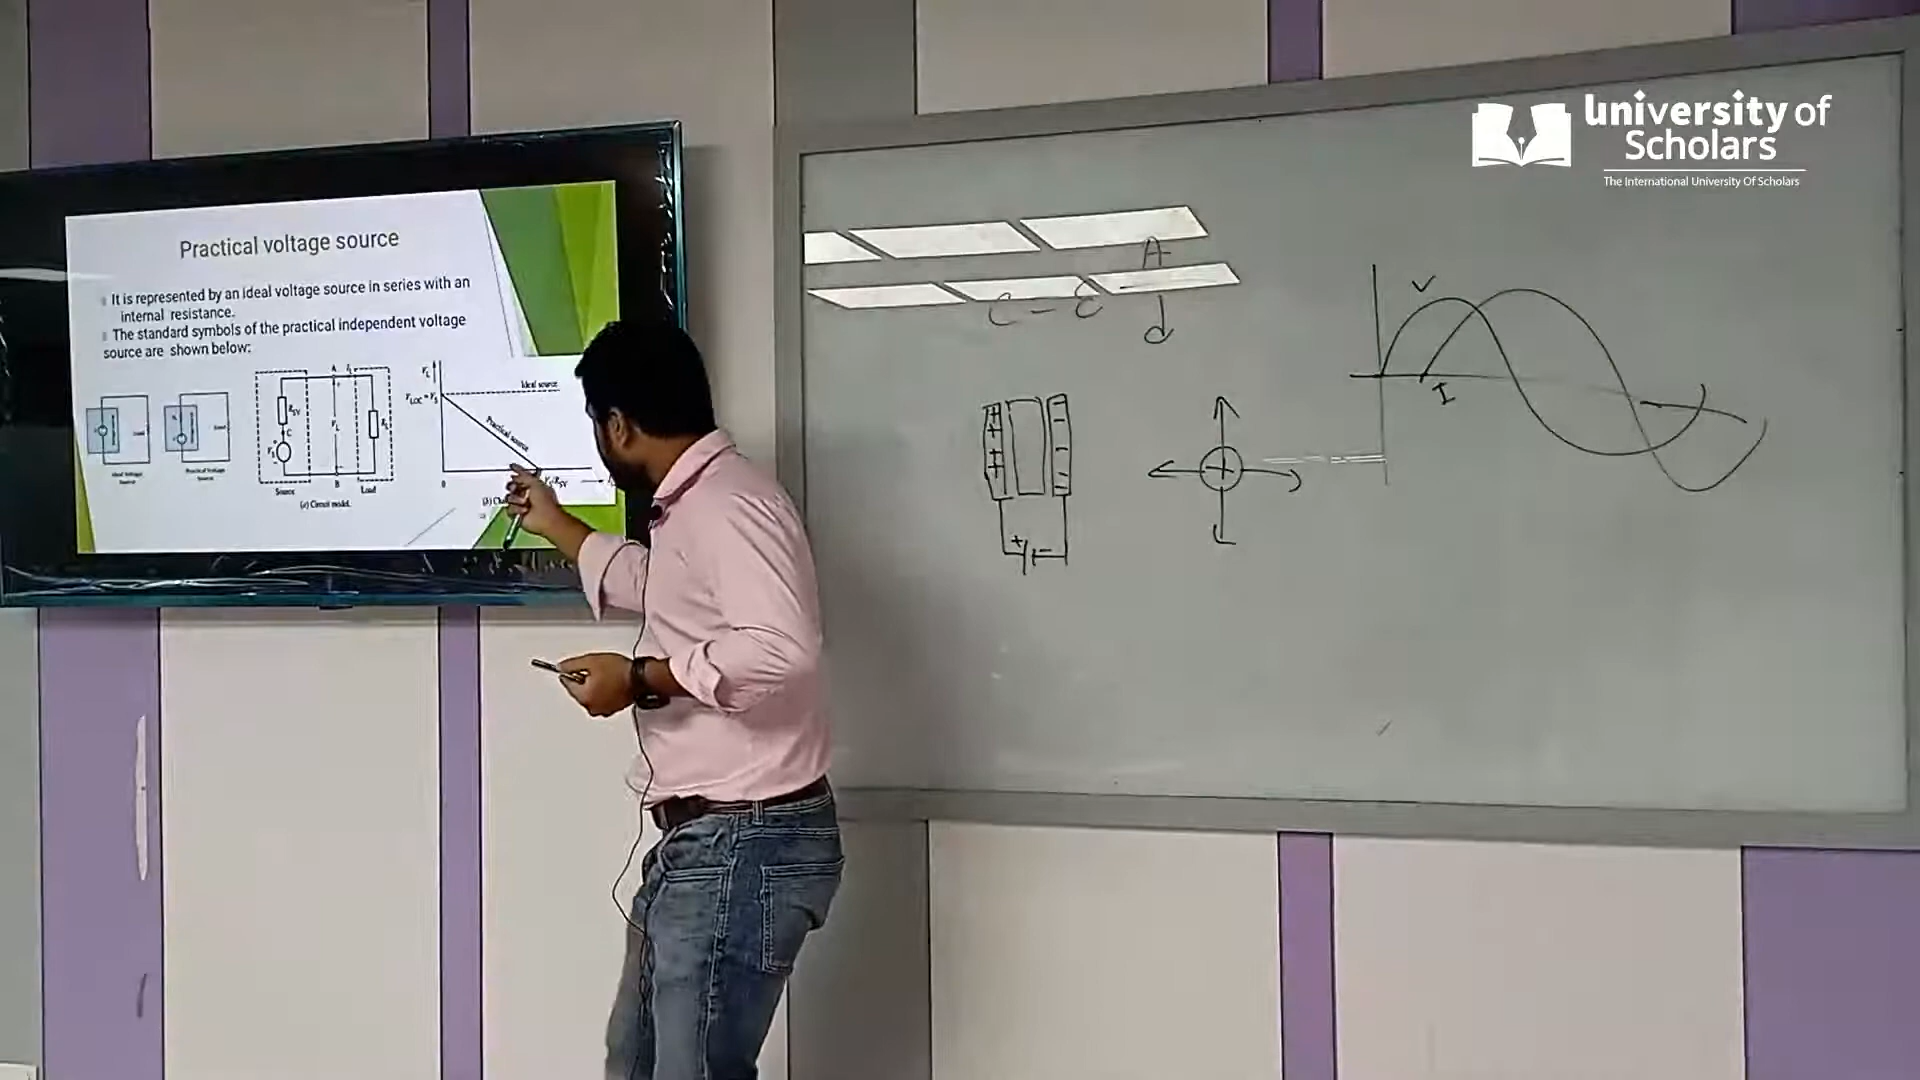 Practical voltage source
It is represented by an ideal voltage source in series with an
internal resistance.
The standard symbols of the practical independent voltage
source are shown below:
Ideal source
Practical source
A
B
C
Source
Load
(a) Circuit model.
0
University of
Scholars
The International University Of Scholars
A
C = ε
d
V
I
+ -
+